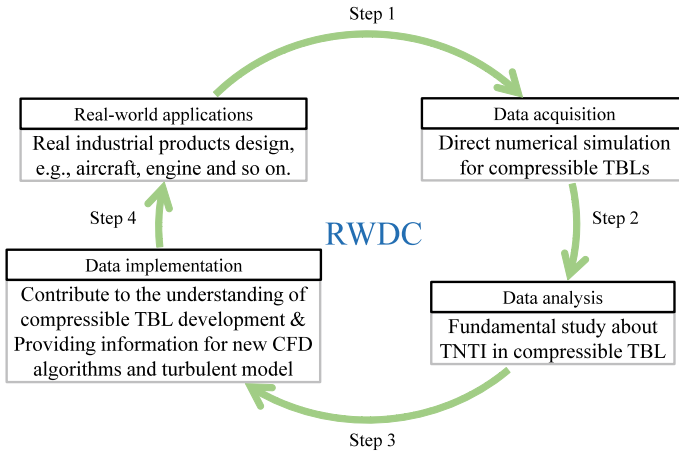 Step 1
Real-world applications
Real industrial products design,
e.g., aircraft, engine and so on.
Data acquisition
Direct numerical simulation
for compressible TBLs
Step 4
RWDC
Step 2
Data implementation
Contribute to the understanding of
compressible TBL development &
Providing information for new CFD
algorithms and turbulent model
Data analysis
Fundamental study about
TNTI in compressible TBL
Step 3